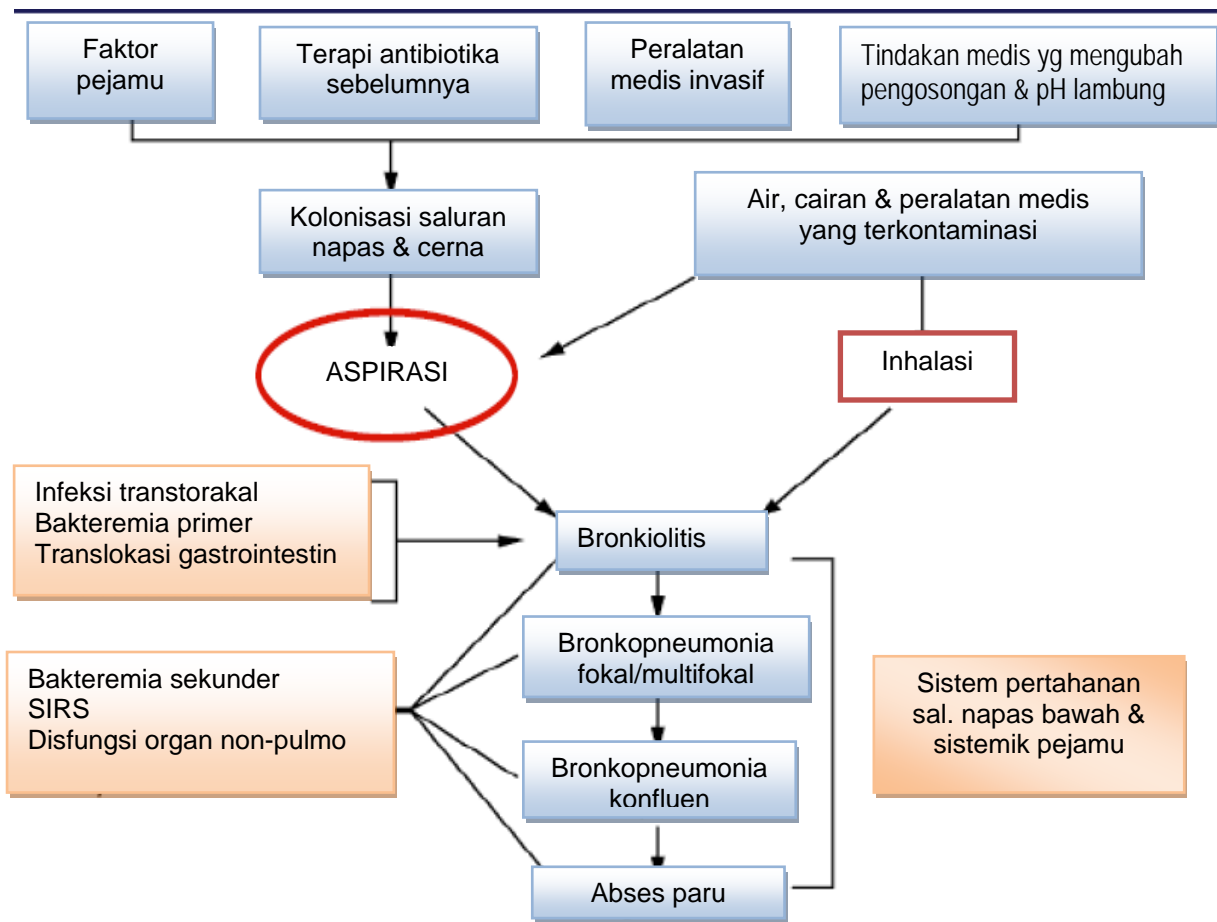 Faktor
pejamu
Terapi antibiotika
sebelumnya
Peralatan
medis invasif
Tindakan medis yg mengubah
pengosongan & pH lambung
Kolonisasi saluran
napas & cerna
Air, cairan & peralatan medis
yang terkontaminasi
ASPIRASI
Inhalasi
Infeksi transtorakal
Bakteremia primer
Translokasi gastrointestin
Bronkiolitis
Bronkopneumonia
fokal/multifokal
Bakteremia sekunder
SIRS
Disfungsi organ non-pulmo
Sistem pertahanan
sal. napas bawah &
sistemik pejamu
Bronkopneumonia
konfluen
Abses paru